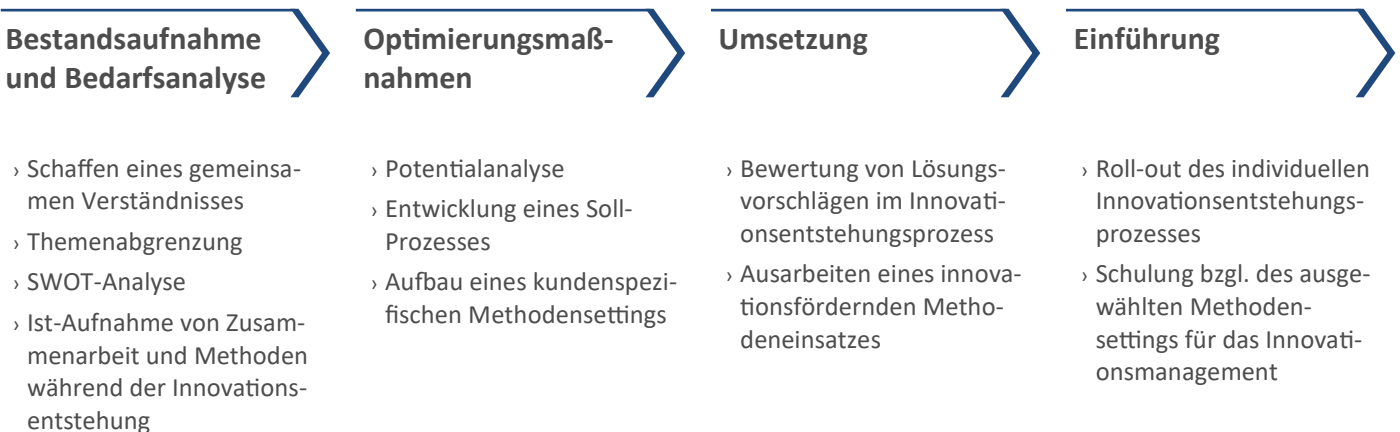 Bestandsaufnahme
und Bedarfsanalyse
› Schaffen eines gemeinsa-
men Verständnisses
› Themenabgrenzung
› SWOT-Analyse
› Ist-Aufnahme von Zusam-
menarbeit und Methoden
während der Innovations-
entstehung
Optimierungsmaß-
nahmen
› Potentialanalyse
› Entwicklung eines Soll-
Prozesses
› Aufbau eines kundenspezi-
fischen Methodensettings
Umsetzung
› Bewertung von Lösungs-
vorschlägen im Innovati-
onsentstehungsprozess
› Ausarbeiten eines innova-
tionsfördernden Metho-
deneinsatzes
Einführung
› Roll-out des individuellen
Innovationsentstehungs-
prozesses
› Schulung bzgl. des ausge-
wählten Methoden-
settings für das Innovati-
onsmanagement